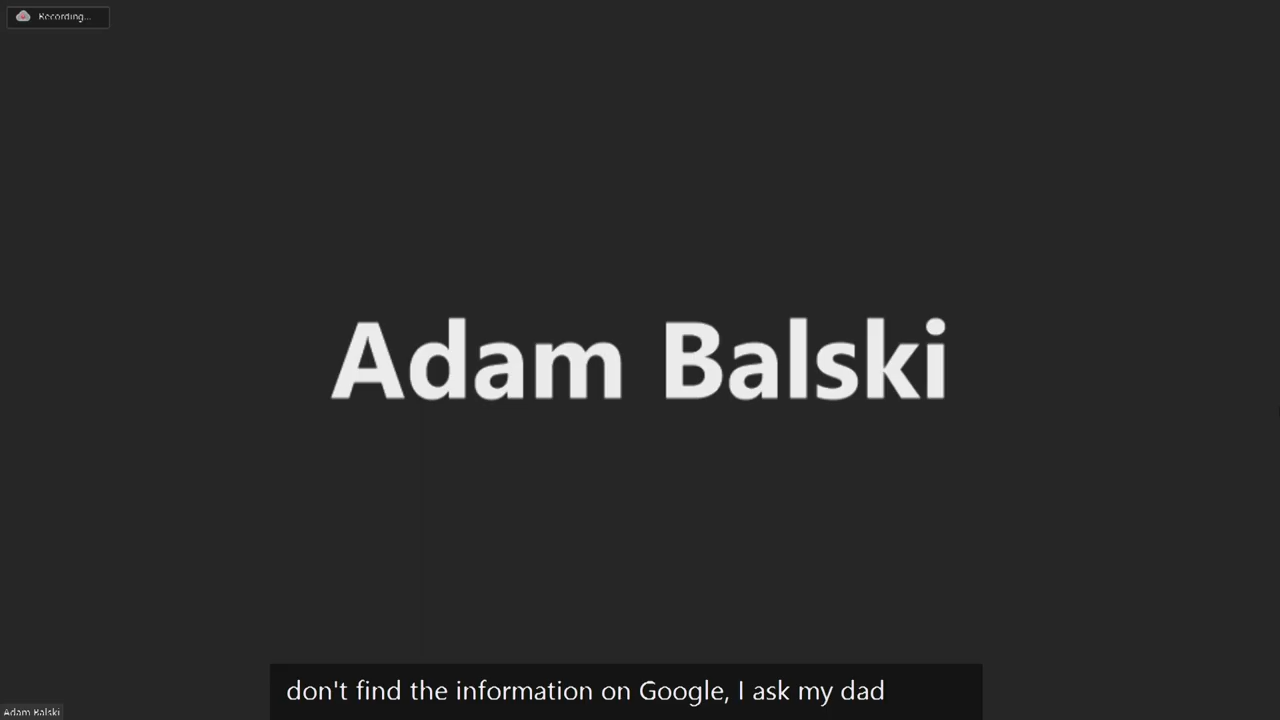 Recording...
Adam Balski
don't find the information on Google, I ask my dad
Adam Balski